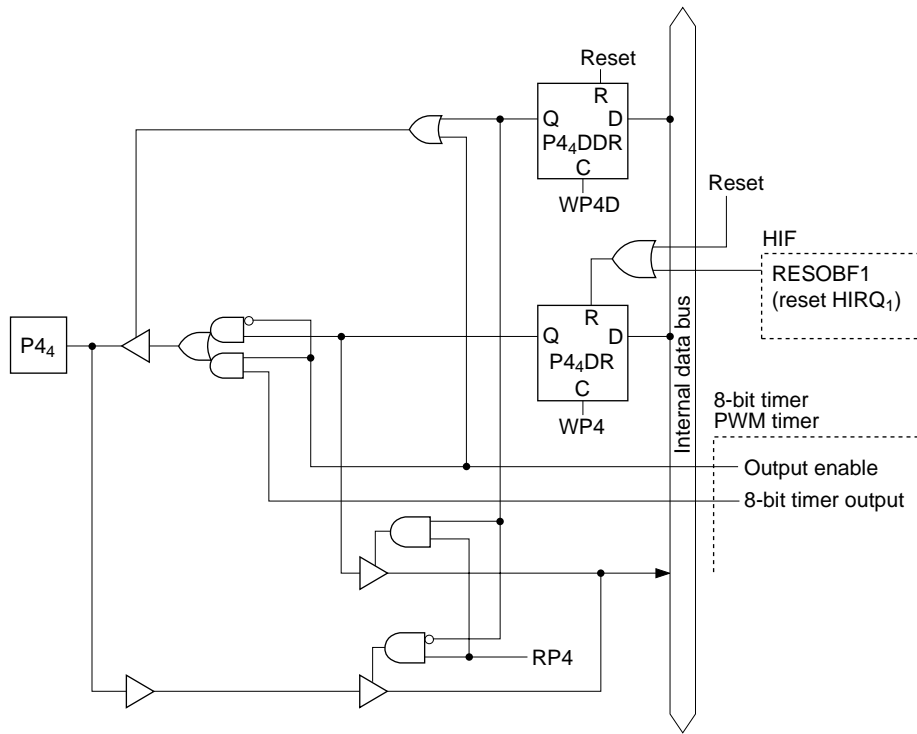 Reset
R
Q D
P4₄DDR
C
WP4D
Reset
HIF
RESOBF1
(reset HIRQ₁)
R
Q D
P4₄DR
C
WP4
P4₄
Internal data bus
8-bit timer
PWM timer
Output enable
8-bit timer output
RP4